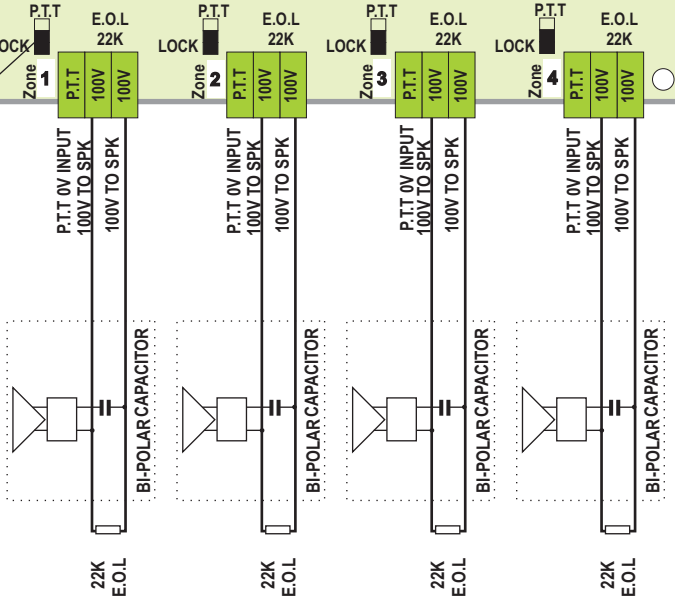 P.T.T
E.O.L
22K
LOCK
Zone 1
P.T.T
100V
100V
P.T.T 0V INPUT
100V TO SPK
100V TO SPK
BI-POLAR CAPACITOR
22K
E.O.L
P.T.T
E.O.L
22K
LOCK
Zone 2
P.T.T
100V
100V
P.T.T 0V INPUT
100V TO SPK
100V TO SPK
BI-POLAR CAPACITOR
22K
E.O.L
P.T.T
E.O.L
22K
LOCK
Zone 3
P.T.T
100V
100V
P.T.T 0V INPUT
100V TO SPK
100V TO SPK
BI-POLAR CAPACITOR
22K
E.O.L
P.T.T
E.O.L
22K
LOCK
Zone 4
P.T.T
100V
100V
P.T.T 0V INPUT
100V TO SPK
100V TO SPK
BI-POLAR CAPACITOR
22K
E.O.L